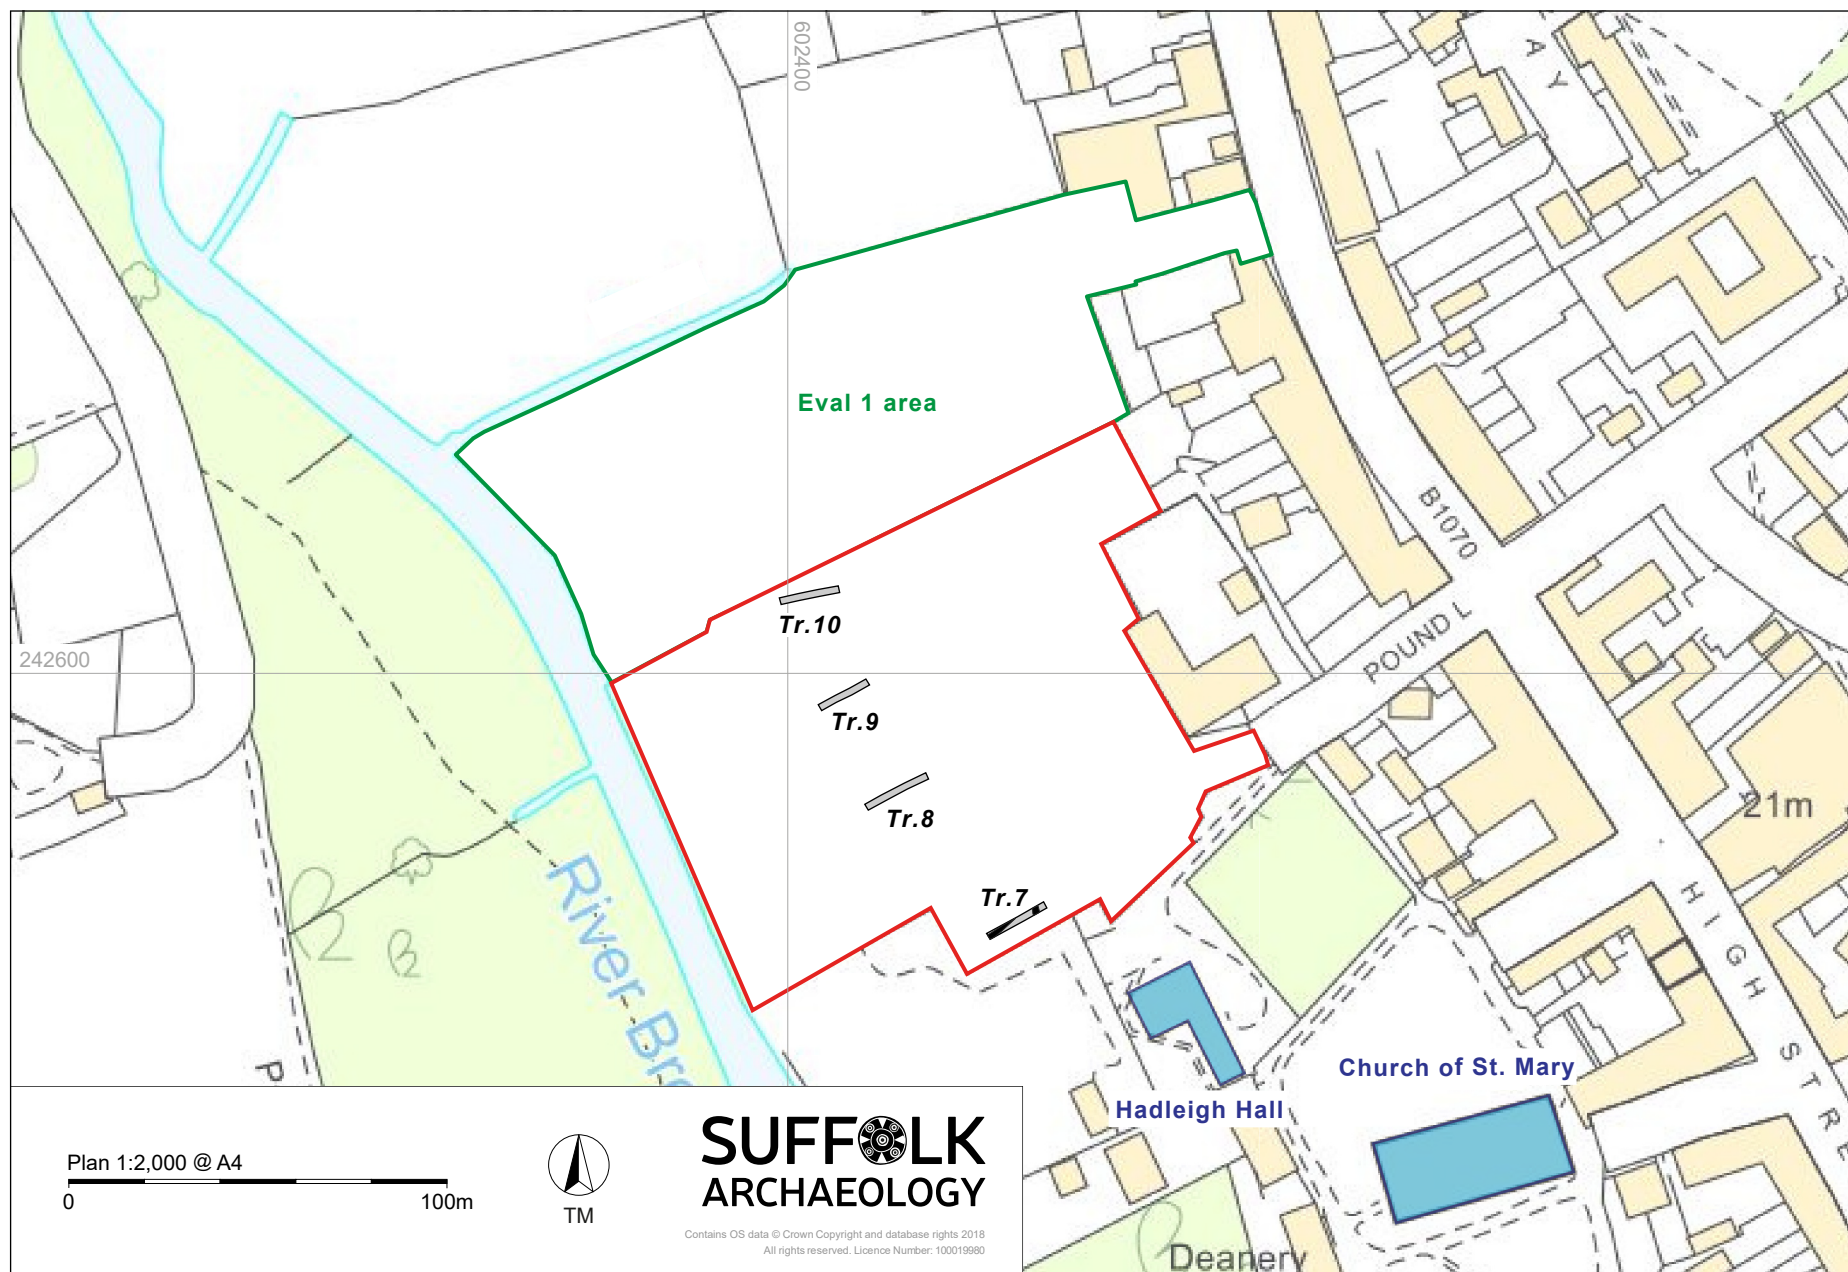 602400
A Y
Eval 1 area
B1070
Tr.10
POUND L
242600
Tr.9
Tr.8
21m
Tr.7
River Bre
HIGH STRE
P
Church of St. Mary
Hadleigh Hall
Plan 1:2,000 @ A4
0 100m
TM
SUFFOLK
ARCHAEOLOGY
Contains OS data © Crown Copyright and database rights 2018
All rights reserved. Licence Number: 100019980
Deanery